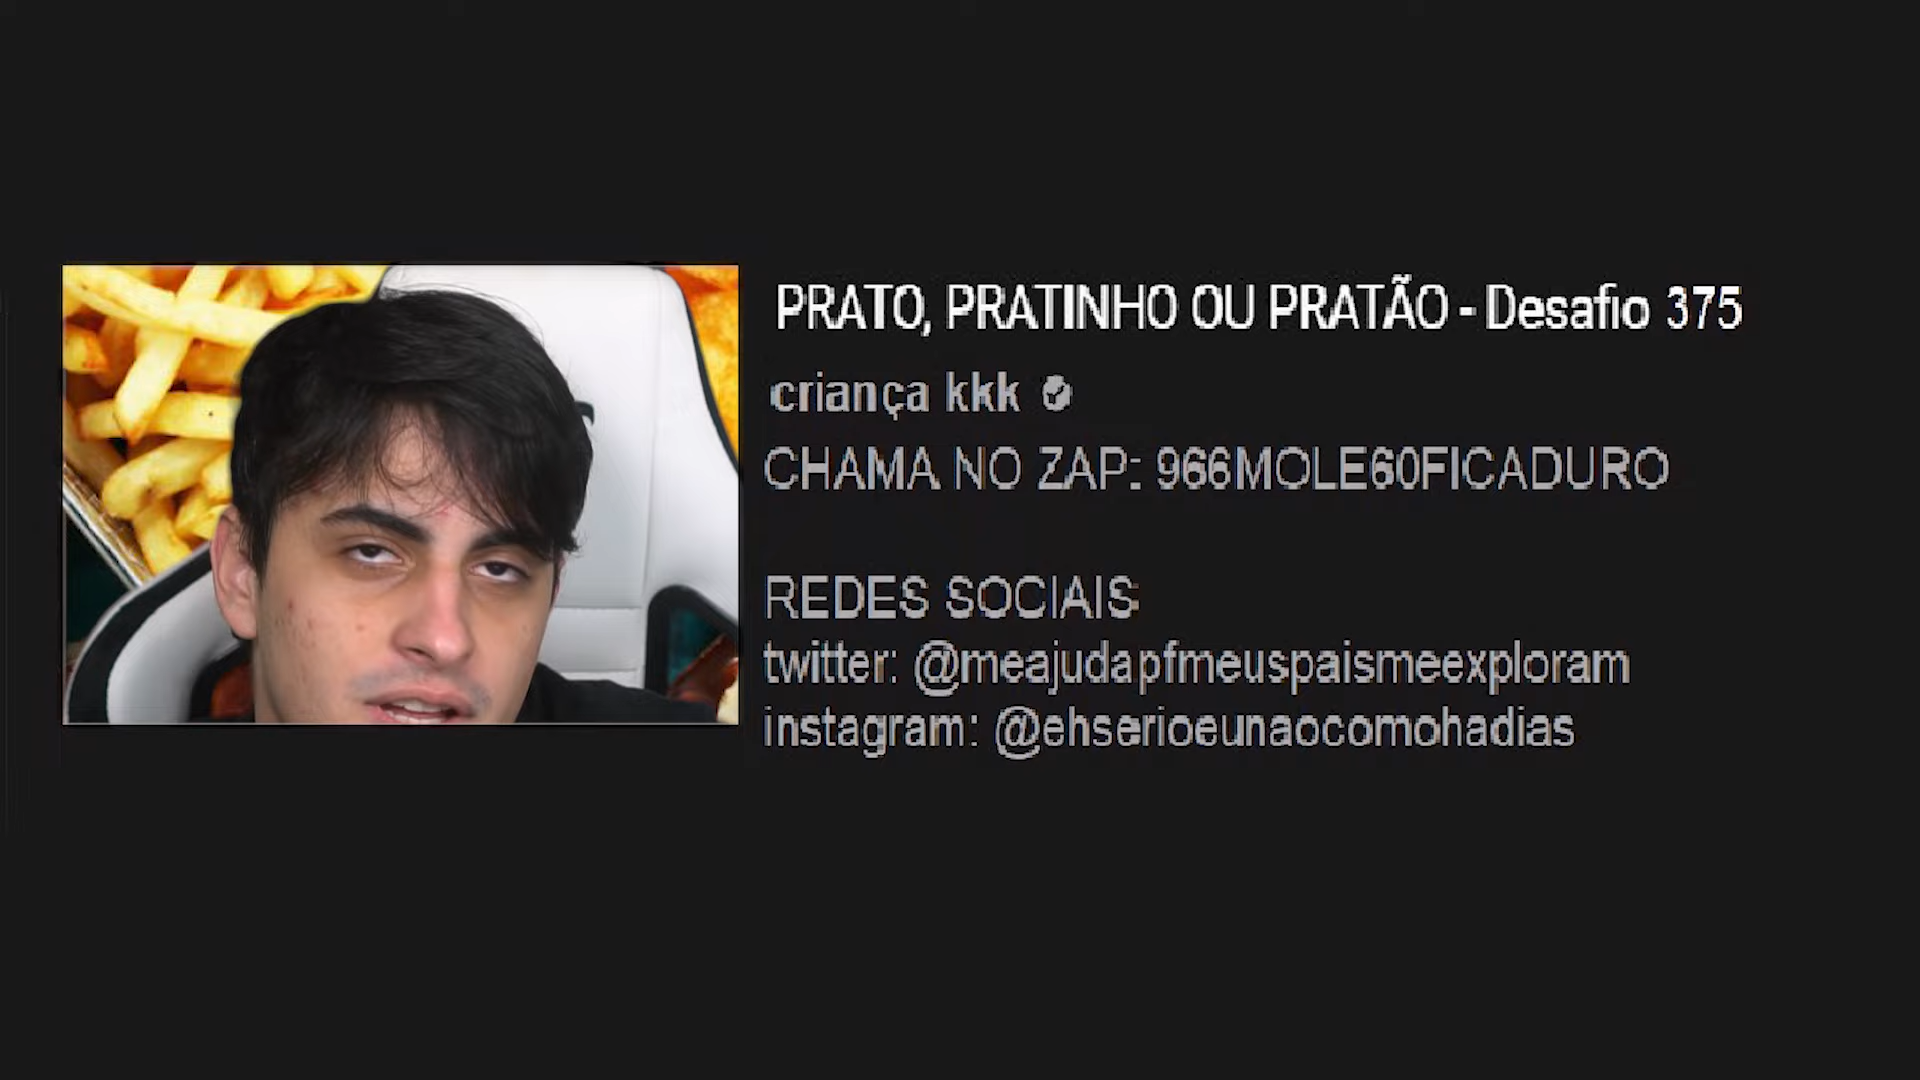 PRATO, PRATINHO OU PRATÃO - Desafio 375
criança kkk
CHAMA NO ZAP: 966MOLE60FICADURO
REDES SOCIAIS
twitter: @meajudapfmeuspaismeexploram
instagram: @ehserioeunaocomohadias